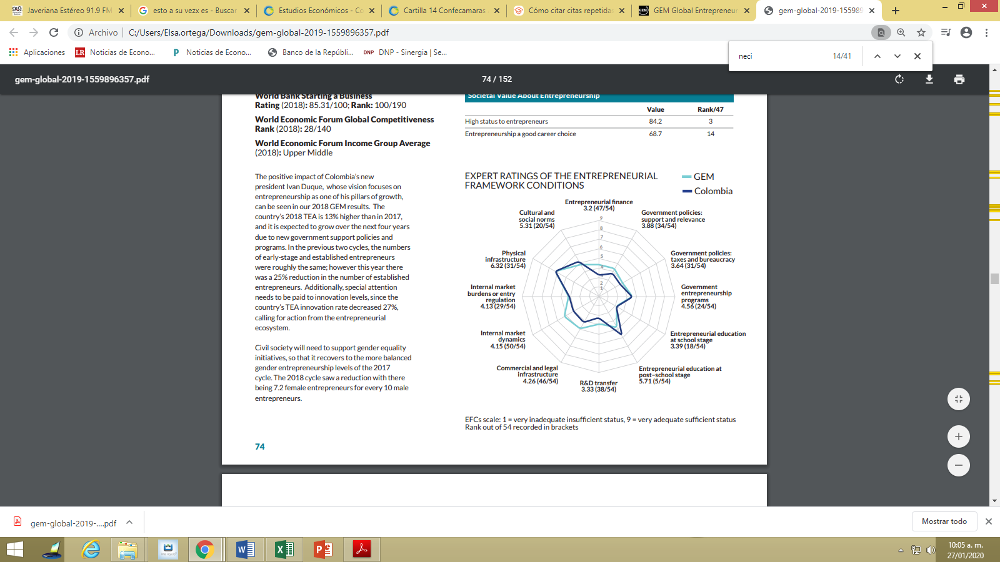 Javeriana Estéreo 91.9 FM
esto a su vezx es - Buscar
Estudios Económicos - Co
Cartilla 14 Confecamaras
Cómo citar citas repetidas
GEM Global Entrepreneur
gem-global-2019-1559896
Archivo
C:/Users/Elsa.ortega/Downloads/gem-global-2019-1559896357.pdf
Aplicaciones
LR Noticias de Econo...
P Noticias de Econo...
Banco de la Repúbli...
DNP DNP - Sinergia | Se...
neci
14/41
gem-global-2019-1559896357.pdf
74 / 152
World Bank Starting a Business
Rating (2018): 85.31/100; Rank: 100/190
World Economic Forum Global Competitiveness
Rank (2018): 28/140
World Economic Forum Income Group Average
(2018): Upper Middle
The positive impact of Colombia's new
president Ivan Duque, whose vision focuses on
entrepreneurship as one of his pillars of growth,
can be seen in our 2018 GEM results. The
country's 2018 TEA is 13% higher than in 2017,
and it is expected to grow over the next four years
due to new government support policies and
programs. In the previous two cycles, the numbers
of early-stage and established entrepreneurs
were roughly the same; however this year there
was a 25% reduction in the number of established
entrepreneurs. Additionally, special attention
needs to be paid to innovation levels, since the
country's TEA innovation rate decreased 27%,
calling for action from the entrepreneurial
ecosystem.
Civil society will need to support gender equality
initiatives, so that it recovers to the more balanced
gender entrepreneurship levels of the 2017
cycle. The 2018 cycle saw a reduction with there
being 7.2 female entrepreneurs for every 10 male
entrepreneurs.
74
Societal Value About Entrepreneurship
Value Rank/47
High status to entrepreneurs 84.2 3
Entrepreneurship a good career choice 68.7 14
EXPERT RATINGS OF THE ENTREPRENEURIAL
FRAMEWORK CONDITIONS
GEM
Colombia
Entrepreneurial finance
3.2 (47/54)
Government policies:
support and relevance
3.88 (34/54)
Government policies:
taxes and bureaucracy
3.64 (31/54)
Government
entrepreneurship
programs
4.56 (24/54)
Entrepreneurial education
at school stage
3.39 (18/54)
Entrepreneurial education at
post-school stage
5.71 (5/54)
R&D transfer
3.33 (38/54)
Commercial and legal
infrastructure
4.26 (46/54)
Internal market
dynamics
4.15 (50/54)
Internal market
burdens or entry
regulation
4.13 (29/54)
Physical
infrastructure
6.32 (31/54)
Cultural and
social norms
5.31 (20/54)
9
8
7
6
5
4
3
2
1
EFCs scale: 1 = very inadequate insufficient status, 9 = very adequate sufficient status
Rank out of 54 recorded in brackets
gem-global-2019-....pdf
Mostrar todo
10:05 a. m.
27/01/2020